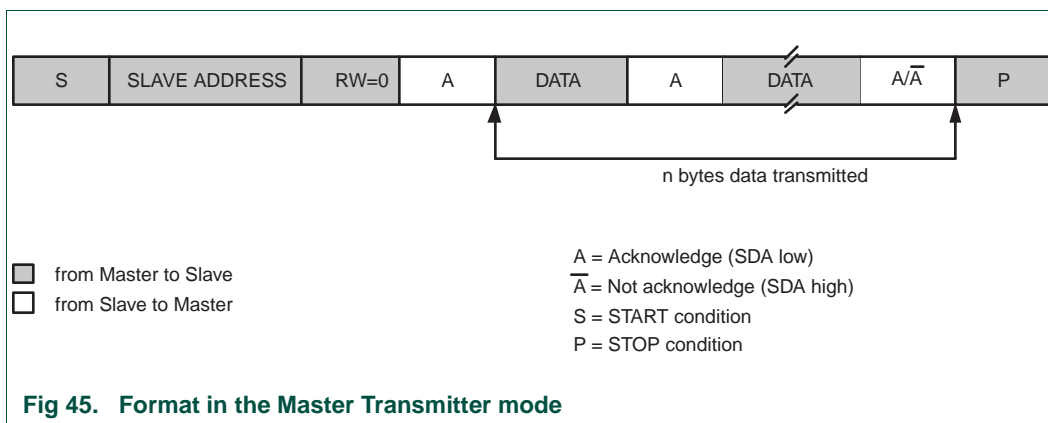 S SLAVE ADDRESS RW=0 A DATA A DATA A/A̅ P
n bytes data transmitted
from Master to Slave
from Slave to Master
A = Acknowledge (SDA low)
A̅ = Not acknowledge (SDA high)
S = START condition
P = STOP condition
Fig 45. Format in the Master Transmitter mode